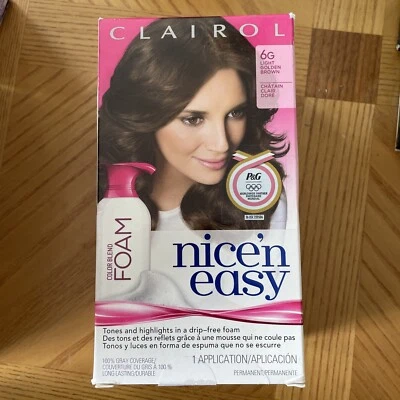 CLAIROL
6G
LIGHT
GOLDEN
BROWN
CHÂTAIN
CLAIR
DORÉ
P&G
COLOR BLEND
FOAM
nice'n
easy
Tones and highlights in a drip-free foam
Des tons et des reflets grâce à une mousse qui ne coule pas
Tonos y luces en forma de espuma que no se escurre
100% GRAY COVERAGE/
COUVERTURE DU GRIS À 100 %
LONG LASTING/DURABLE
1 APPLICATION/APLICACIÓN
PERMANENT/PERMANENTE